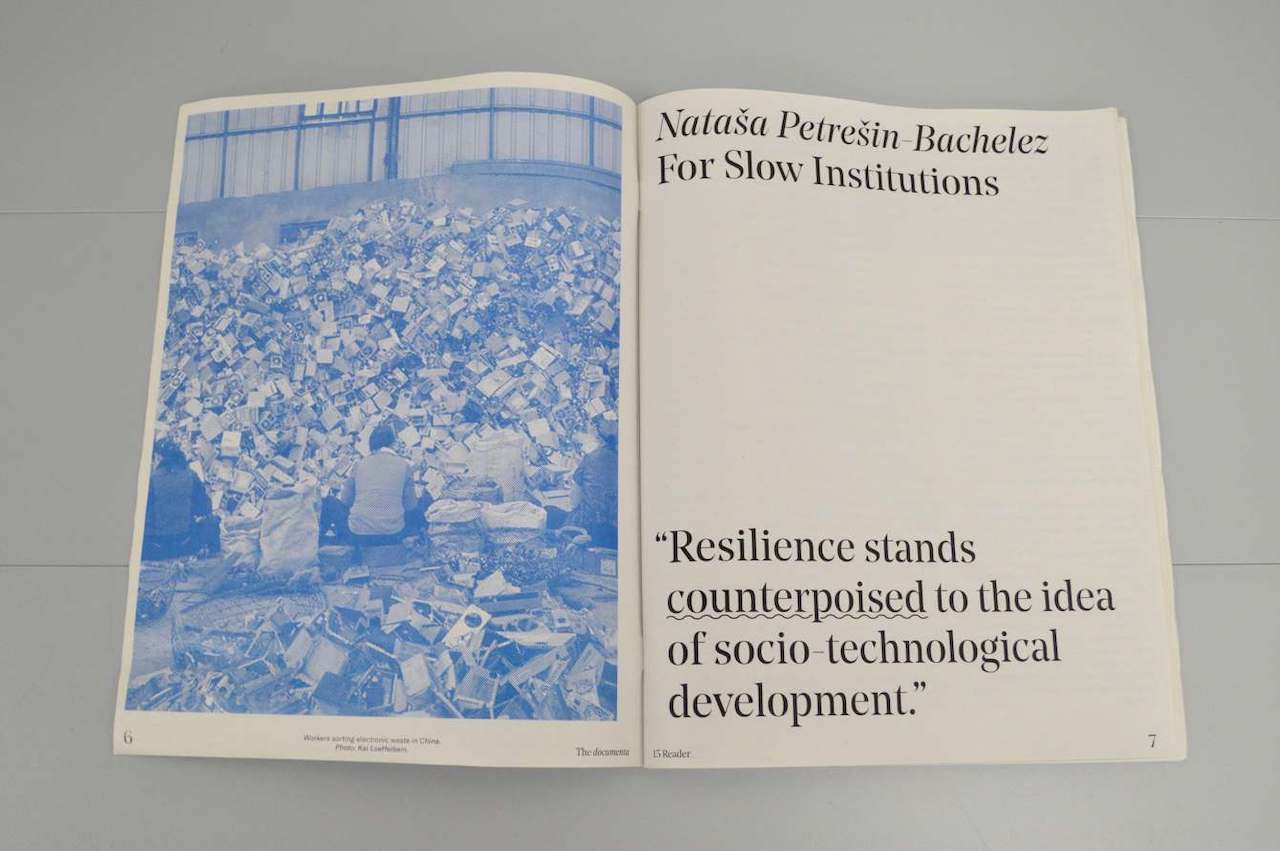 6
Workers sorting electronic waste in China.
Photo: Kai Loeffelbein.
The documenta
Nataša Petrešin-Bachelez
For Slow Institutions
“Resilience stands
counterpoised to the idea
of socio-technological
development.”
15 Reader
7